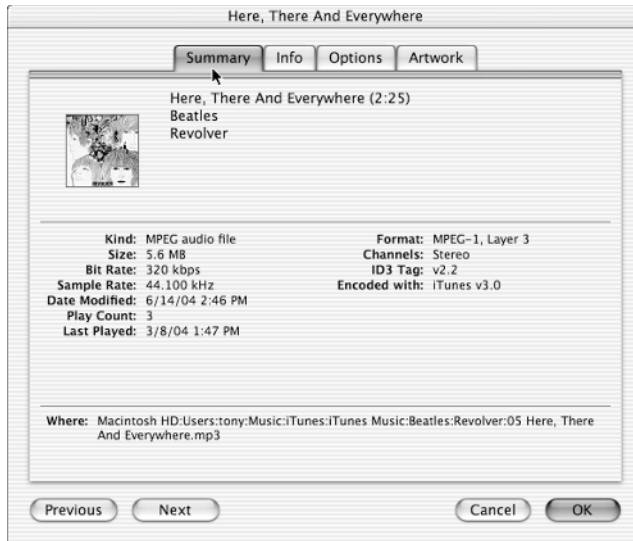 Here, There And Everywhere
Summary Info Options Artwork
Here, There And Everywhere (2:25)
Beatles
Revolver
REVOLVER
Kind: MPEG audio file
Size: 5.6 MB
Bit Rate: 320 kbps
Sample Rate: 44.100 kHz
Date Modified: 6/14/04 2:46 PM
Play Count: 3
Last Played: 3/8/04 1:47 PM
Format: MPEG-1, Layer 3
Channels: Stereo
ID3 Tag: v2.2
Encoded with: iTunes v3.0
Where: Macintosh HD:Users:tony:Music:iTunes:iTunes Music:Beatles:Revolver:05 Here, There
And Everywhere.mp3
Previous Next Cancel OK